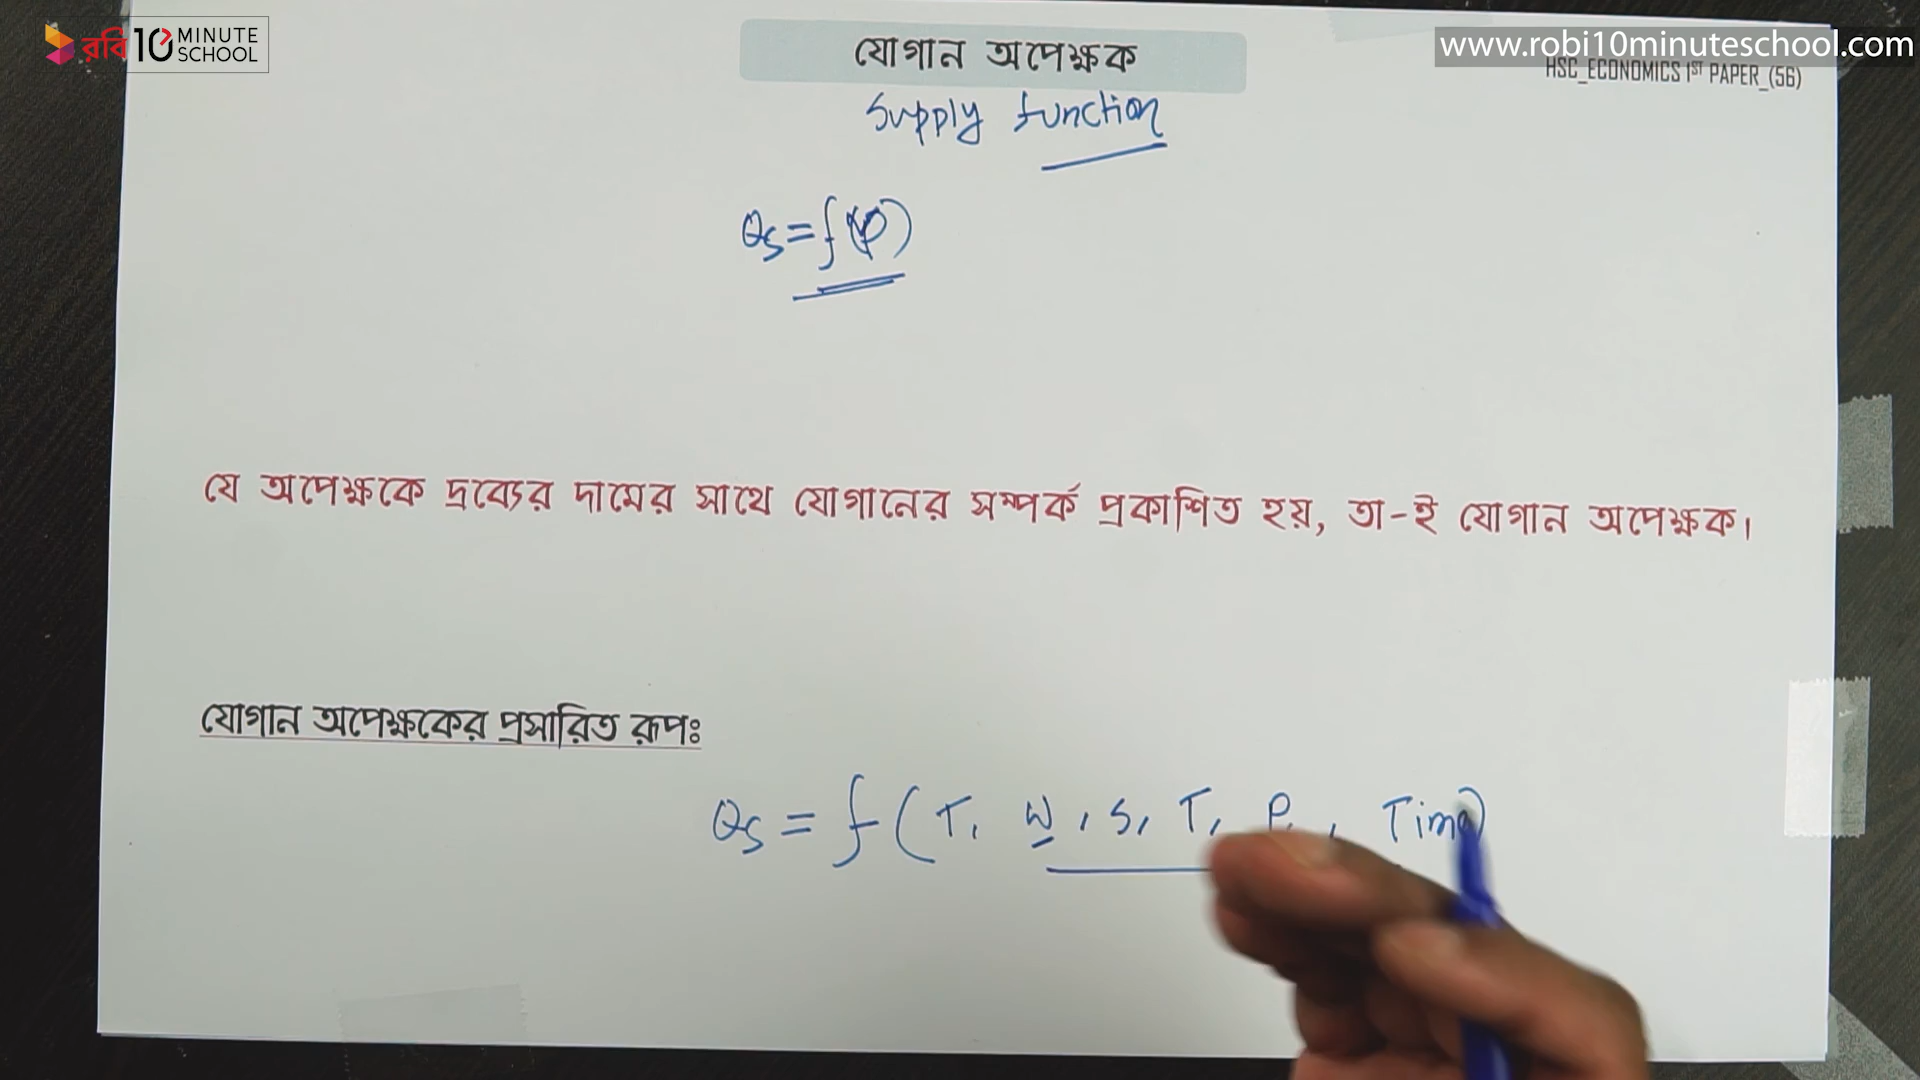 রবি 10 MINUTE SCHOOL
www.robi10minuteschool.com
যোগান অপেক্ষক
HSC_ECONOMICS 1ST PAPER_(56)
Supply function
Qs = f(P)
যে অপেক্ষকে দ্রব্যের দামের সাথে যোগানের সম্পর্ক প্রকাশিত হয়, তা-ই যোগান অপেক্ষক।
যোগান অপেক্ষকের প্রসারিত রূপঃ
Qs = f(T, W, S, T, P , Time)